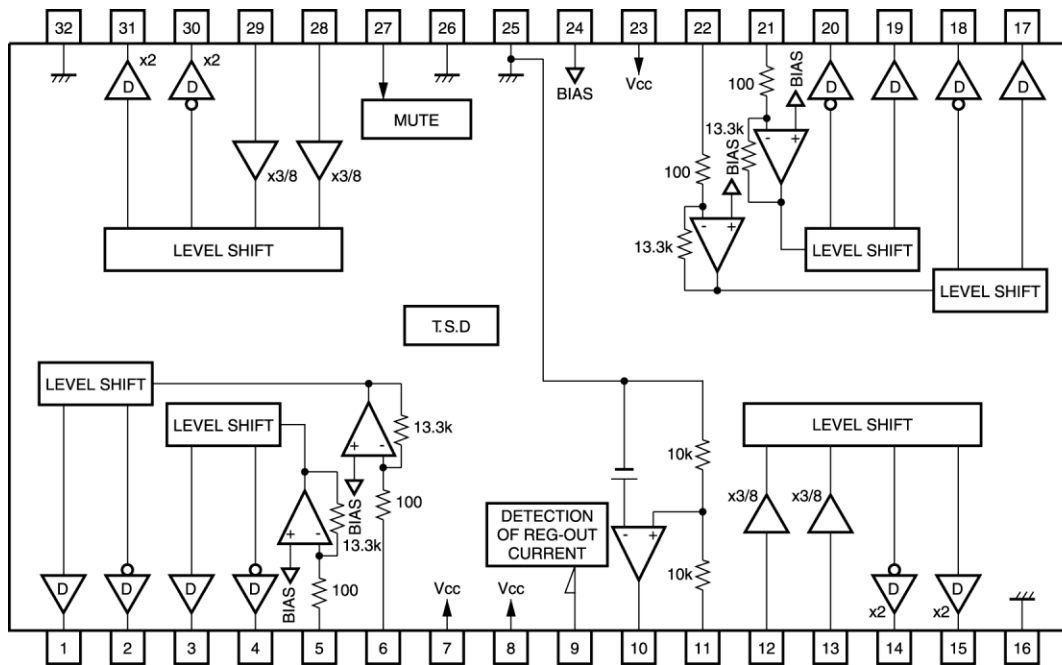 32 31 30 29 28 27 26 25 24 23 22 21 20 19 18 17
x2 x2
D D
BIAS
Vcc
100
BIAS
D D D D
MUTE
13.3k
BIAS
x3/8 x3/8
100
13.3k
LEVEL SHIFT
LEVEL SHIFT
LEVEL SHIFT
T.S.D
- +
- +
LEVEL SHIFT
LEVEL SHIFT
13.3k
+ -
100
BIAS
+ -
13.3k
BIAS
100
LEVEL SHIFT
10k
x3/8 x3/8
DETECTION
OF REG-OUT
CURRENT
- +
10k
D D D D
Vcc
Vcc
D D
x2 x2
1 2 3 4 5 6 7 8 9 10 11 12 13 14 15 16